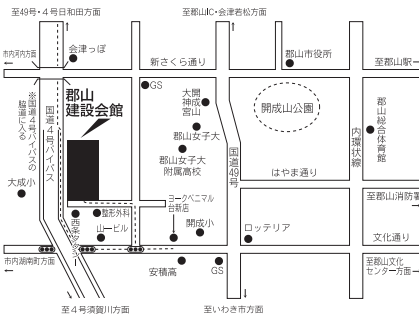 至49号・4号日和田方面
至郡山IC・会津若松方面
市内河内方面
会津っぽ
新さくら通り
郡山市役所
至郡山駅
GS
大開
神成
宮山
開成山公園
郡山
建設会館
※国道4号バイパスの
脇道に入る
国道4号バイパス
郡山女子大
郡山女子大
附属高校
国道49号
内環状線
郡山総合体育館
はやま通り
大成小
ヨークベニマル
台新店
至郡山消防署
整形外科
山一ビル
開成小
ロッテリア
文化通り
市内湖南町方面
安積高
GS
至郡山文化
センター方面
至4号須賀川方面
至いわき市方面